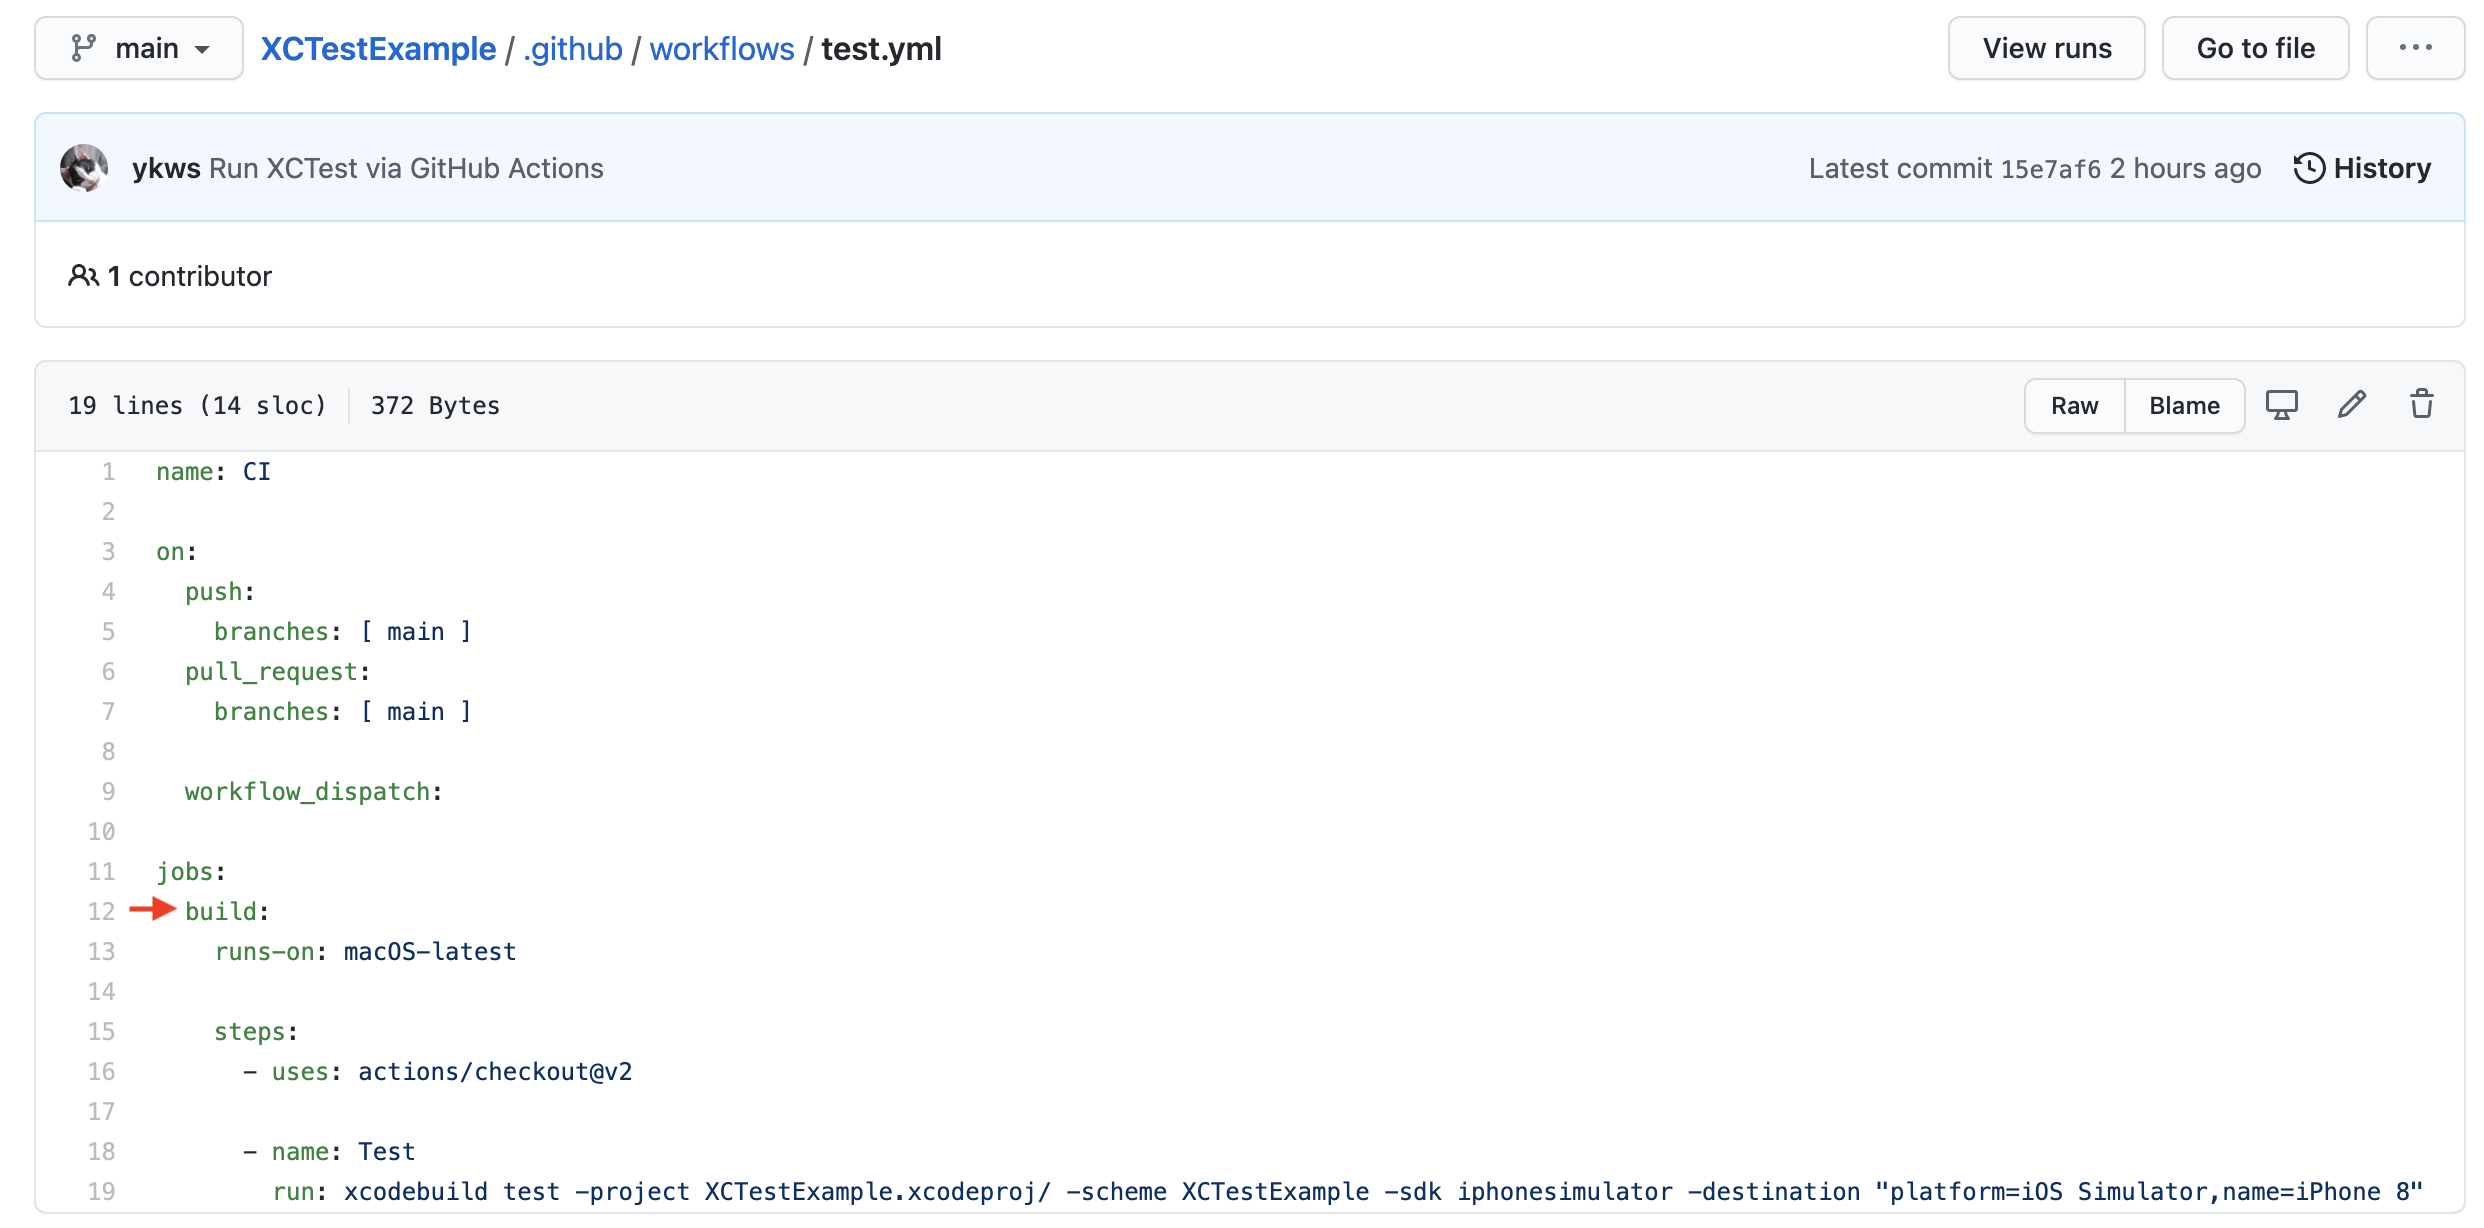 main XCTestExample / .github / workflows / test.yml View runs Go to file ...
ykws Run XCTest via GitHub Actions Latest commit 15e7af6 2 hours ago History
1 contributor
19 lines (14 sloc) 372 Bytes Raw Blame
1 name: CI
2
3 on:
4   push:
5     branches: [ main ]
6   pull_request:
7     branches: [ main ]
8
9   workflow_dispatch:
10
11 jobs:
12   build:
13     runs-on: macOS-latest
14
15     steps:
16       - uses: actions/checkout@v2
17
18       - name: Test
19         run: xcodebuild test -project XCTestExample.xcodeproj/ -scheme XCTestExample -sdk iphonesimulator -destination "platform=iOS Simulator,name=iPhone 8"